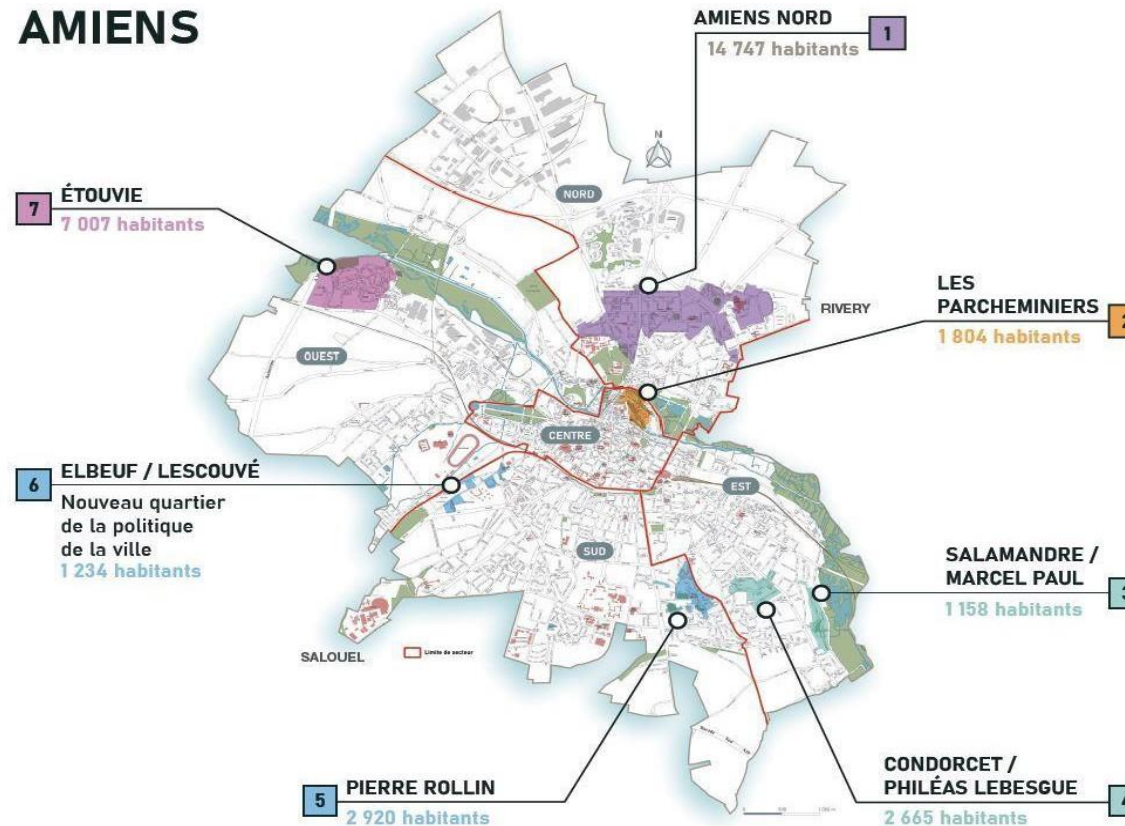 AMIENS
AMIENS NORD
14 747 habitants
1
N
NORD
7
ÉTOUVIE
7 007 habitants
LES
PARCHEMINIERS
1 804 habitants
2
RIVERY
OUEST
CENTRE
6
ELBEUF / LESCOUVÉ
Nouveau quartier
de la politique
de la ville
1 234 habitants
EST
SUD
SALAMANDRE /
MARCEL PAUL
1 158 habitants
3
SALOUEL
Limite de secteur
5
PIERRE ROLLIN
2 920 habitants
CONDORCET /
PHILÉAS LEBESGUE
2 665 habitants
4